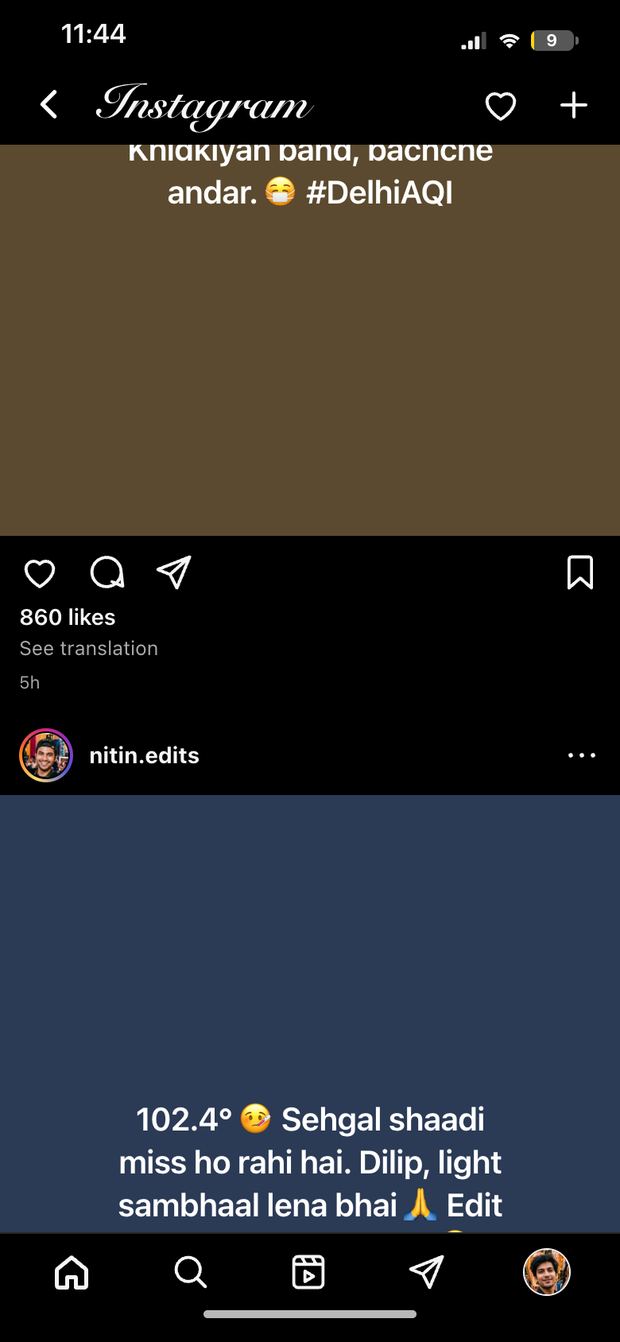 11:44
9
Instagram
Khidkiyan band, bachche
andar. 😷 #DelhiAQI
860 likes
See translation
5h
nitin.edits
102.4° 🤒 Sehgal shaadi
miss ho rahi hai. Dilip, light
sambhaal lena bhai 🙏 Edit